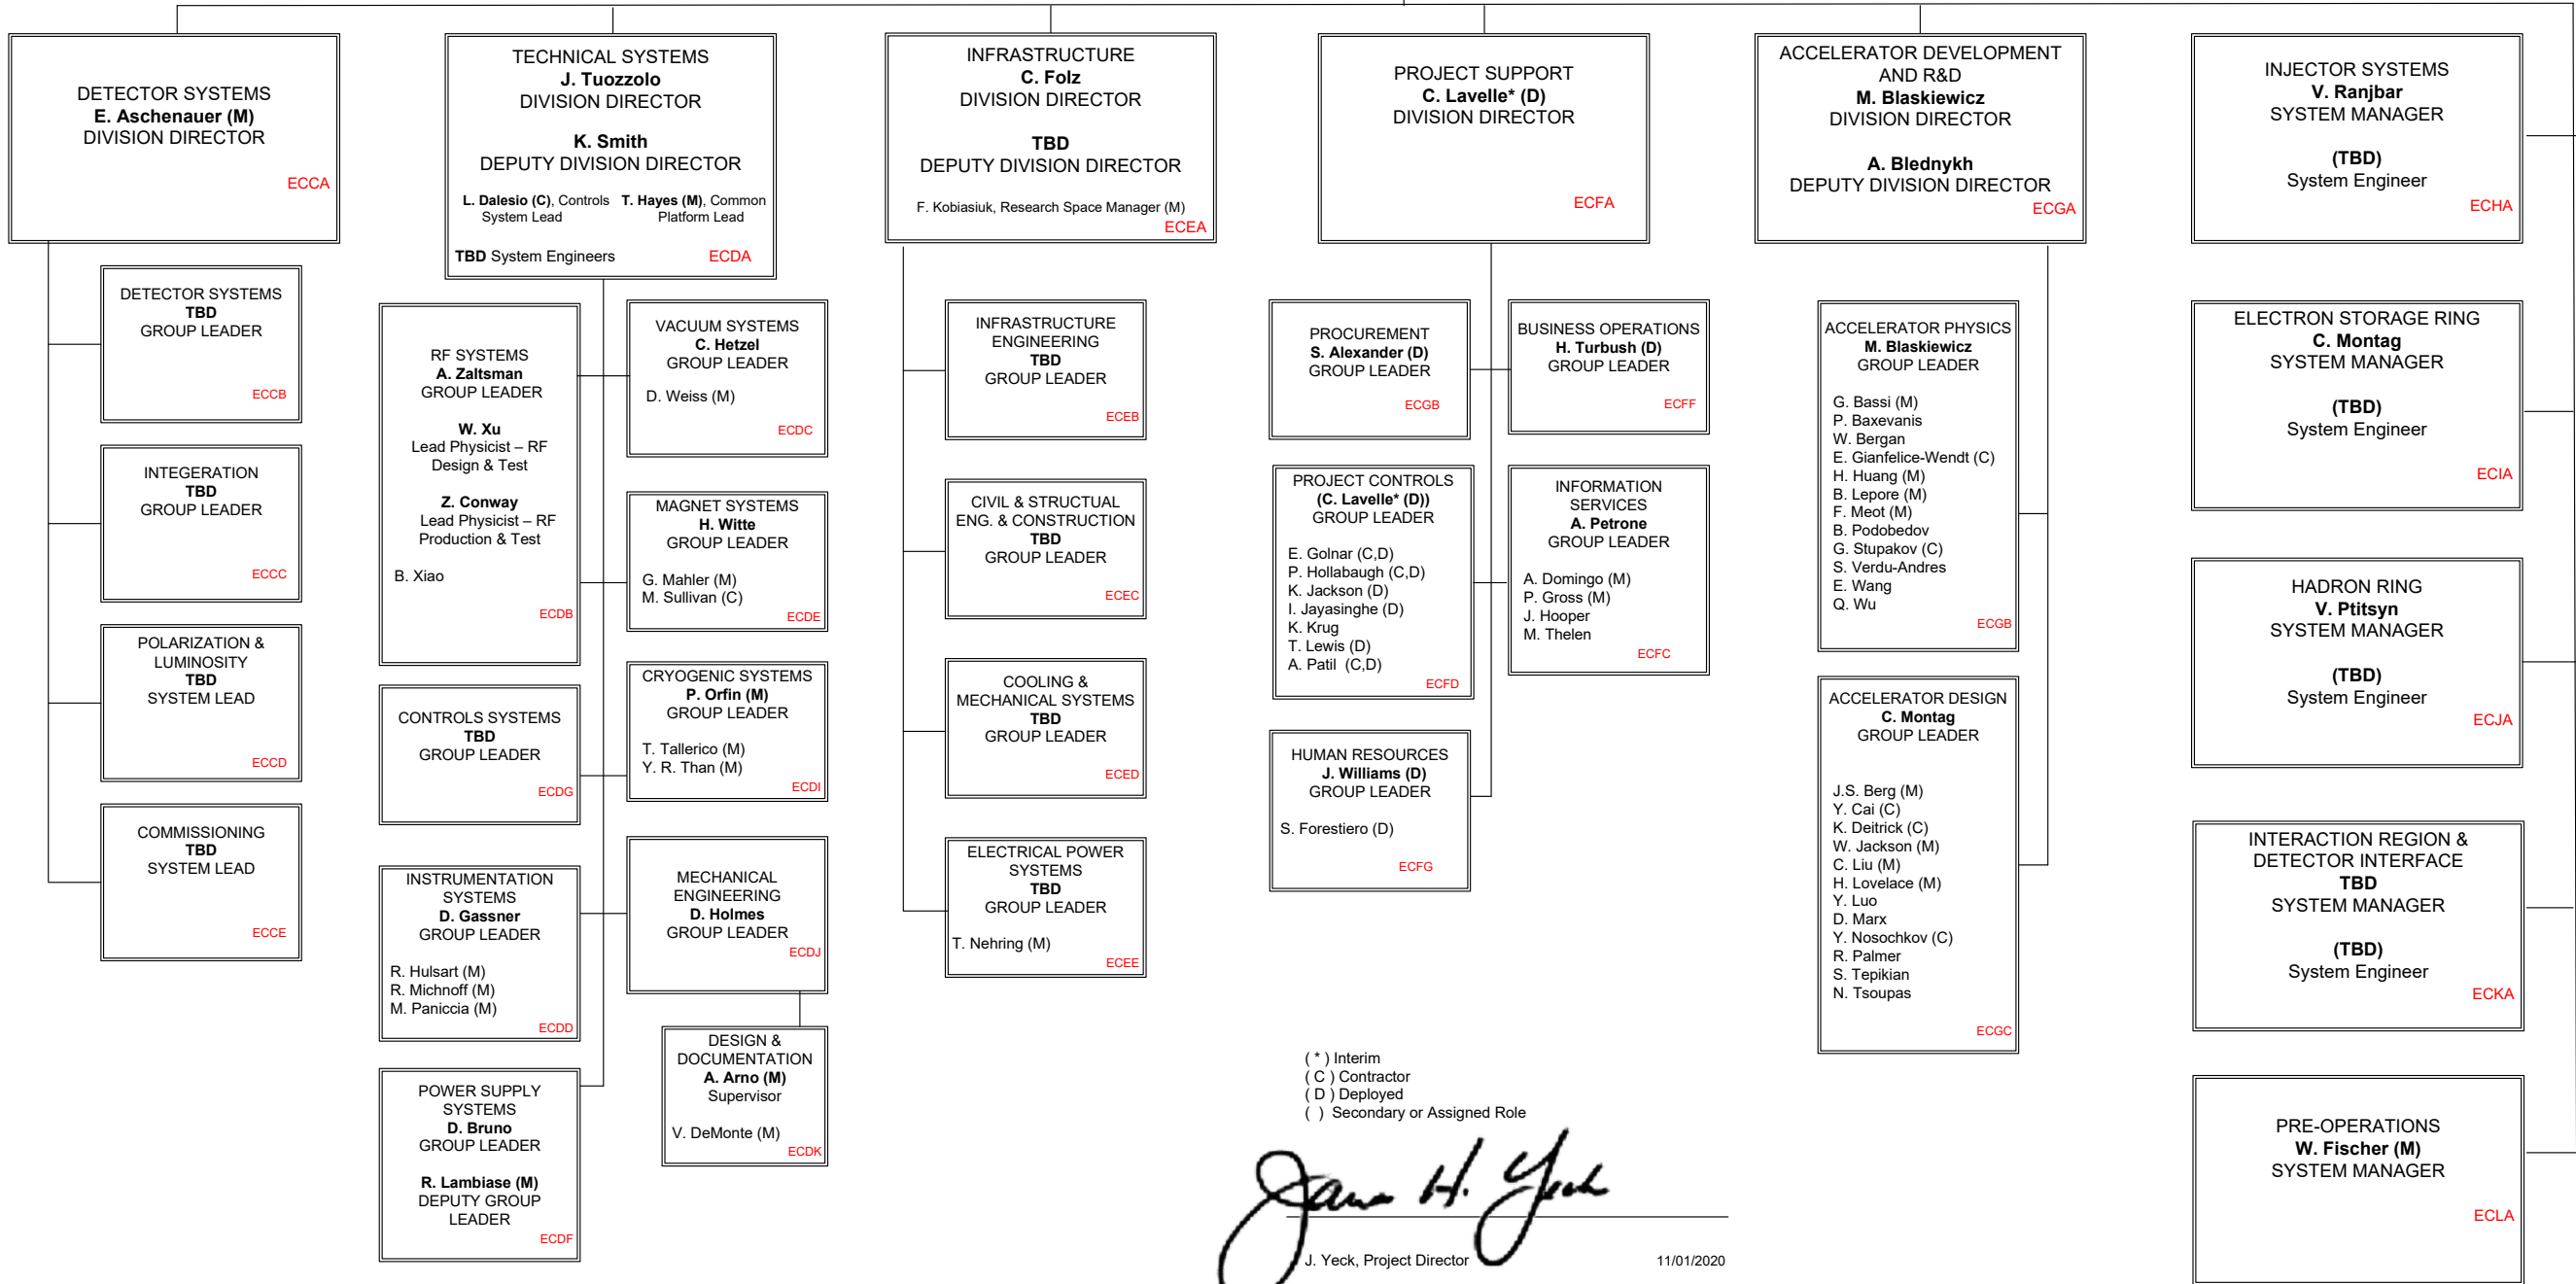 DETECTOR SYSTEMS
E. Aschenauer (M)
DIVISION DIRECTOR
ECCA
DETECTOR SYSTEMS
TBD
GROUP LEADER
ECCB
INTEGERATION
TBD
GROUP LEADER
ECCC
POLARIZATION &
LUMINOSITY
TBD
SYSTEM LEAD
ECCD
COMMISSIONING
TBD
SYSTEM LEAD
ECCE
TECHNICAL SYSTEMS
J. Tuozzolo
DIVISION DIRECTOR
K. Smith
DEPUTY DIVISION DIRECTOR
L. Dalesio (C), Controls
System Lead
T. Hayes (M), Common
Platform Lead
TBD System Engineers
ECDA
RF SYSTEMS
A. Zaltsman
GROUP LEADER
W. Xu
Lead Physicist – RF
Design & Test
Z. Conway
Lead Physicist – RF
Production & Test
B. Xiao
ECDB
VACUUM SYSTEMS
C. Hetzel
GROUP LEADER
D. Weiss (M)
ECDC
MAGNET SYSTEMS
H. Witte
GROUP LEADER
G. Mahler (M)
M. Sullivan (C)
ECDE
CONTROLS SYSTEMS
TBD
GROUP LEADER
ECDG
CRYOGENIC SYSTEMS
P. Orfin (M)
GROUP LEADER
T. Tallerico (M)
Y. R. Than (M)
ECDI
INSTRUMENTATION
SYSTEMS
D. Gassner
GROUP LEADER
R. Hulsart (M)
R. Michnoff (M)
M. Paniccia (M)
ECDD
MECHANICAL
ENGINEERING
D. Holmes
GROUP LEADER
ECDJ
DESIGN &
DOCUMENTATION
A. Arno (M)
Supervisor
V. DeMonte (M)
ECDK
POWER SUPPLY
SYSTEMS
D. Bruno
GROUP LEADER
R. Lambiase (M)
DEPUTY GROUP
LEADER
ECDF
INFRASTRUCTURE
C. Folz
DIVISION DIRECTOR
TBD
DEPUTY DIVISION DIRECTOR
F. Kobiasiuk, Research Space Manager (M)
ECEA
INFRASTRUCTURE
ENGINEERING
TBD
GROUP LEADER
ECEB
CIVIL & STRUCTUAL
ENG. & CONSTRUCTION
TBD
GROUP LEADER
ECEC
COOLING &
MECHANICAL SYSTEMS
TBD
GROUP LEADER
ECED
ELECTRICAL POWER
SYSTEMS
TBD
GROUP LEADER
T. Nehring (M)
ECEE
PROJECT SUPPORT
C. Lavelle* (D)
DIVISION DIRECTOR
ECFA
PROCUREMENT
S. Alexander (D)
GROUP LEADER
ECGB
BUSINESS OPERATIONS
H. Turbush (D)
GROUP LEADER
ECFF
PROJECT CONTROLS
(C. Lavelle* (D))
GROUP LEADER
E. Golnar (C,D)
P. Hollabaugh (C,D)
K. Jackson (D)
I. Jayasinghe (D)
K. Krug
T. Lewis (D)
A. Patil (C,D)
ECFD
INFORMATION
SERVICES
A. Petrone
GROUP LEADER
A. Domingo (M)
P. Gross (M)
J. Hooper
M. Thelen
ECFC
HUMAN RESOURCES
J. Williams (D)
GROUP LEADER
S. Forestiero (D)
ECFG
ACCELERATOR DEVELOPMENT
AND R&D
M. Blaskiewicz
DIVISION DIRECTOR
A. Blednykh
DEPUTY DIVISION DIRECTOR
ECGA
ACCELERATOR PHYSICS
M. Blaskiewicz
GROUP LEADER
G. Bassi (M)
P. Baxevanis
W. Bergan
E. Gianfelice-Wendt (C)
H. Huang (M)
B. Lepore (M)
F. Meot (M)
B. Podobedov
G. Stupakov (C)
S. Verdu-Andres
E. Wang
Q. Wu
ECGB
ACCELERATOR DESIGN
C. Montag
GROUP LEADER
J.S. Berg (M)
Y. Cai (C)
K. Deitrick (C)
W. Jackson (M)
C. Liu (M)
H. Lovelace (M)
Y. Luo
D. Marx
Y. Nosochkov (C)
R. Palmer
S. Tepikian
N. Tsoupas
ECGC
INJECTOR SYSTEMS
V. Ranjbar
SYSTEM MANAGER
(TBD)
System Engineer
ECHA
ELECTRON STORAGE RING
C. Montag
SYSTEM MANAGER
(TBD)
System Engineer
ECIA
HADRON RING
V. Ptitsyn
SYSTEM MANAGER
(TBD)
System Engineer
ECJA
INTERACTION REGION &
DETECTOR INTERFACE
TBD
SYSTEM MANAGER
(TBD)
System Engineer
ECKA
PRE-OPERATIONS
W. Fischer (M)
SYSTEM MANAGER
ECLA
( * ) Interim
( C ) Contractor
( D ) Deployed
( ) Secondary or Assigned Role
James H. Yeck
J. Yeck, Project Director
11/01/2020